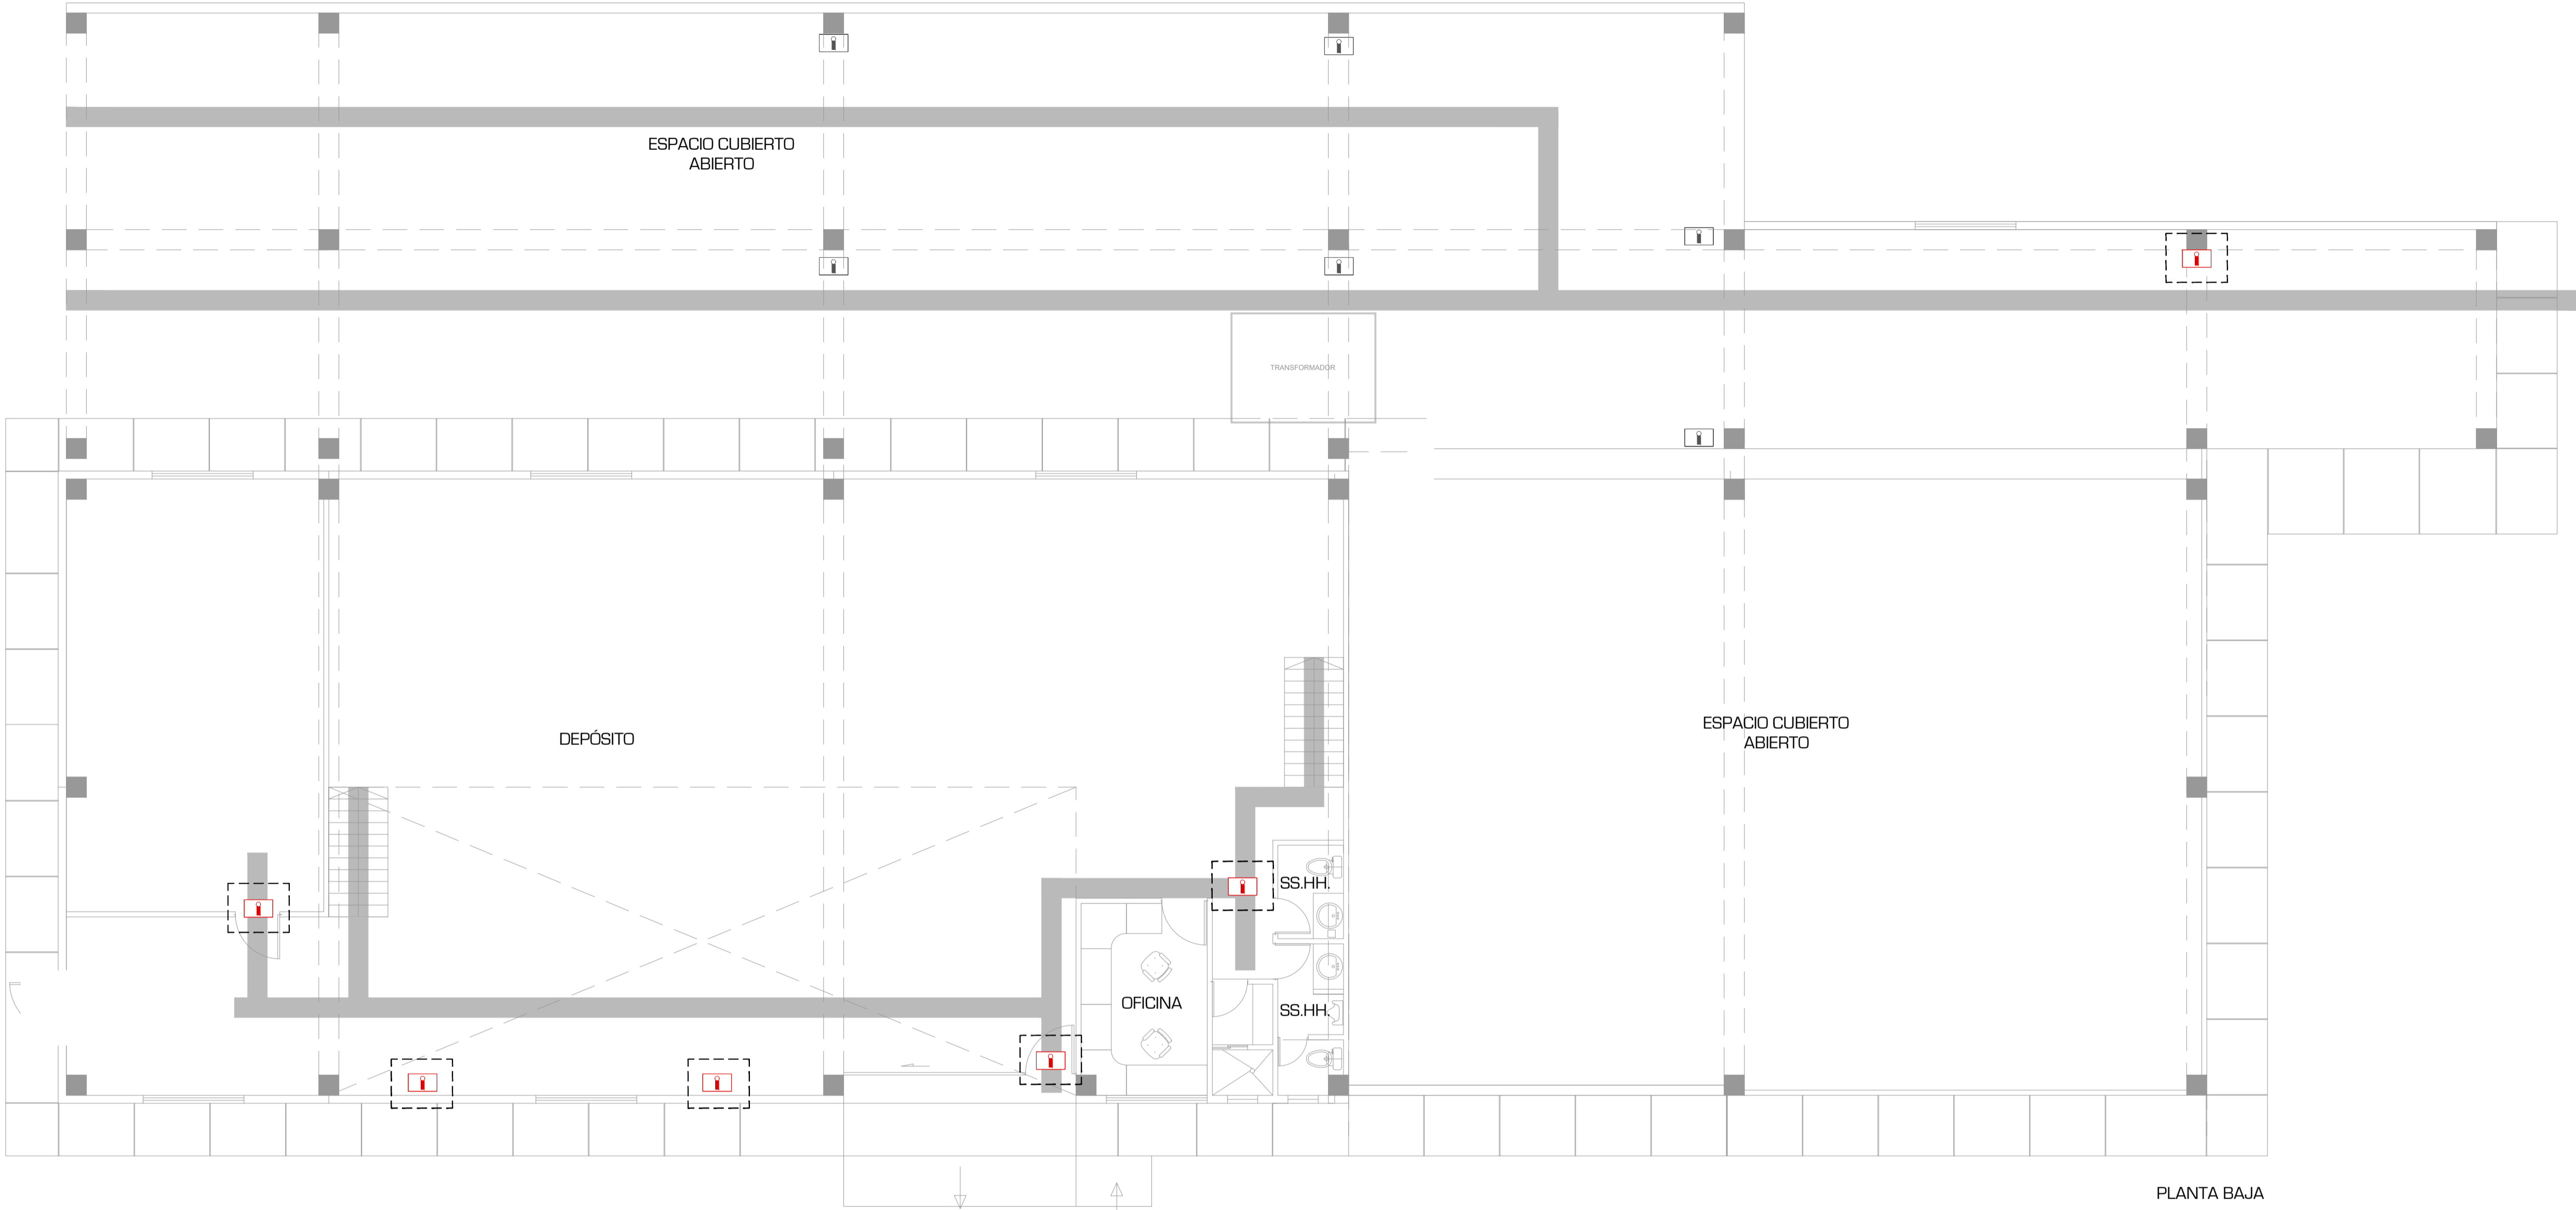 ESPACIO CUBIERTO
ABIERTO
TRANSFORMADOR
DEPÓSITO
ESPACIO CUBIERTO
ABIERTO
SS.HH.
OFICINA
SS.HH.
PLANTA BAJA